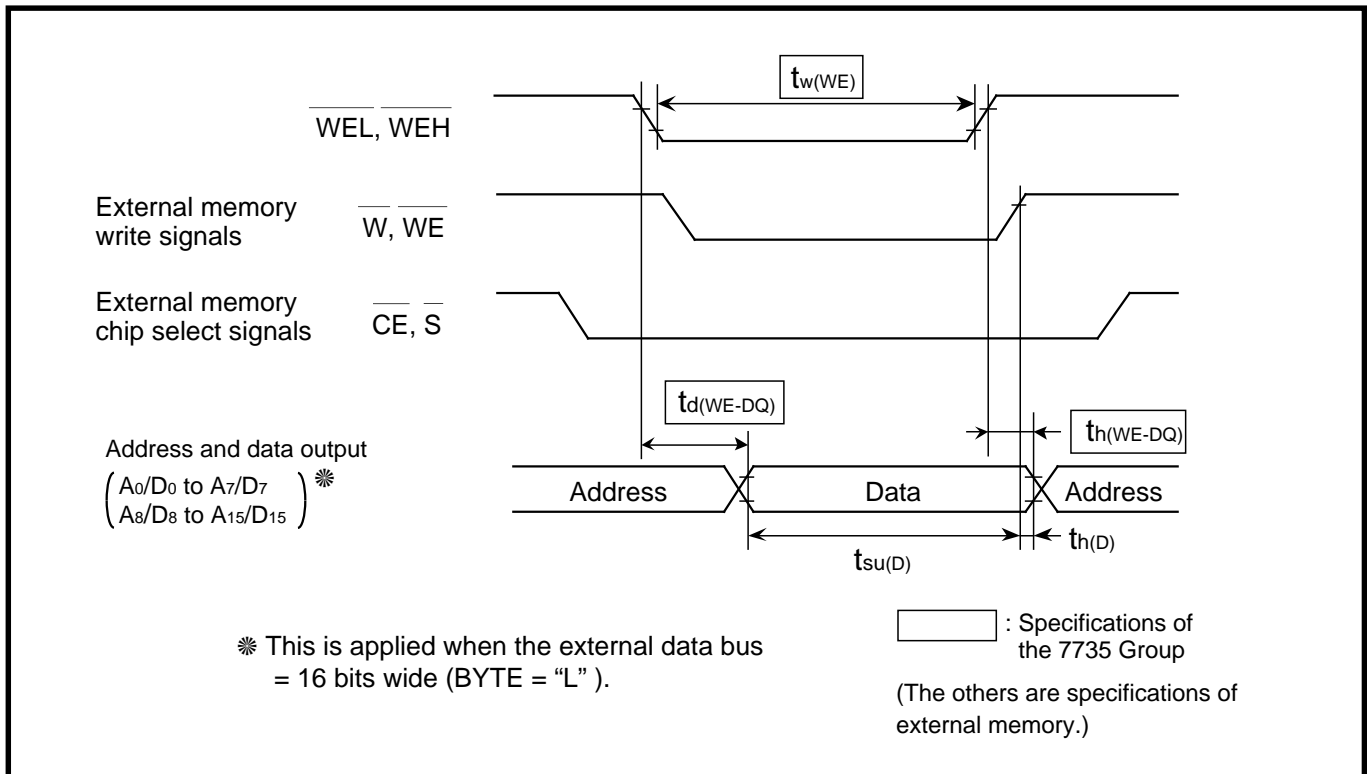 tw(WE)
WEL, WEH
External memory
write signals
W, WE
External memory
chip select signals
CE, S
td(WE-DQ)
th(WE-DQ)
Address and data output
A0/D0 to A7/D7
A8/D8 to A15/D15
※
Address
Data
Address
tsu(D)
th(D)
※ This is applied when the external data bus
= 16 bits wide (BYTE = “L” ).
: Specifications of
the 7735 Group
(The others are specifications of
external memory.)